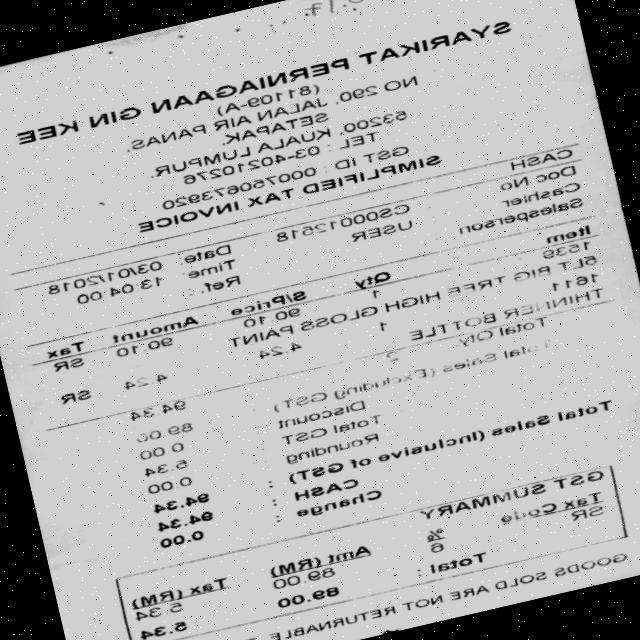 SYARIKAT PERNIAGAAN GIN KEE
(81109-A)
NO 290, JALAN AIR PANAS,
SETAPAK,
53200, KUALA LUMPUR.
TEL : 03-40210276
GST ID : 000750673920
SIMPLIFIED TAX INVOICE
CASH
Doc No CS00012518 Date: 03/01/2018
Cashier USER Time: 13:04:00
Salesperson Ref.:
Item Qty S/Price Amount Tax
1535 1 90.10 90.10 SR
5LT BIG TREE HIGH GLOSS PAINT
1611 1 4.24 4.24 SR
THINNER BOTTLE
Total Qty 2
Total Sales (Excluding GST) : 94.34
Discount 89.00
Total GST : 0.00
Rounding : 5.34
0.00
Total Sales (Inclusive of GST) : 94.34
CASH : 94.34
Change : 0.00
GST SUMMARY
Tax Code % Amt (RM) Tax (RM)
SR 6 89.00 5.34
Total : 89.00 5.34
GOODS SOLD ARE NOT RETURNABLE